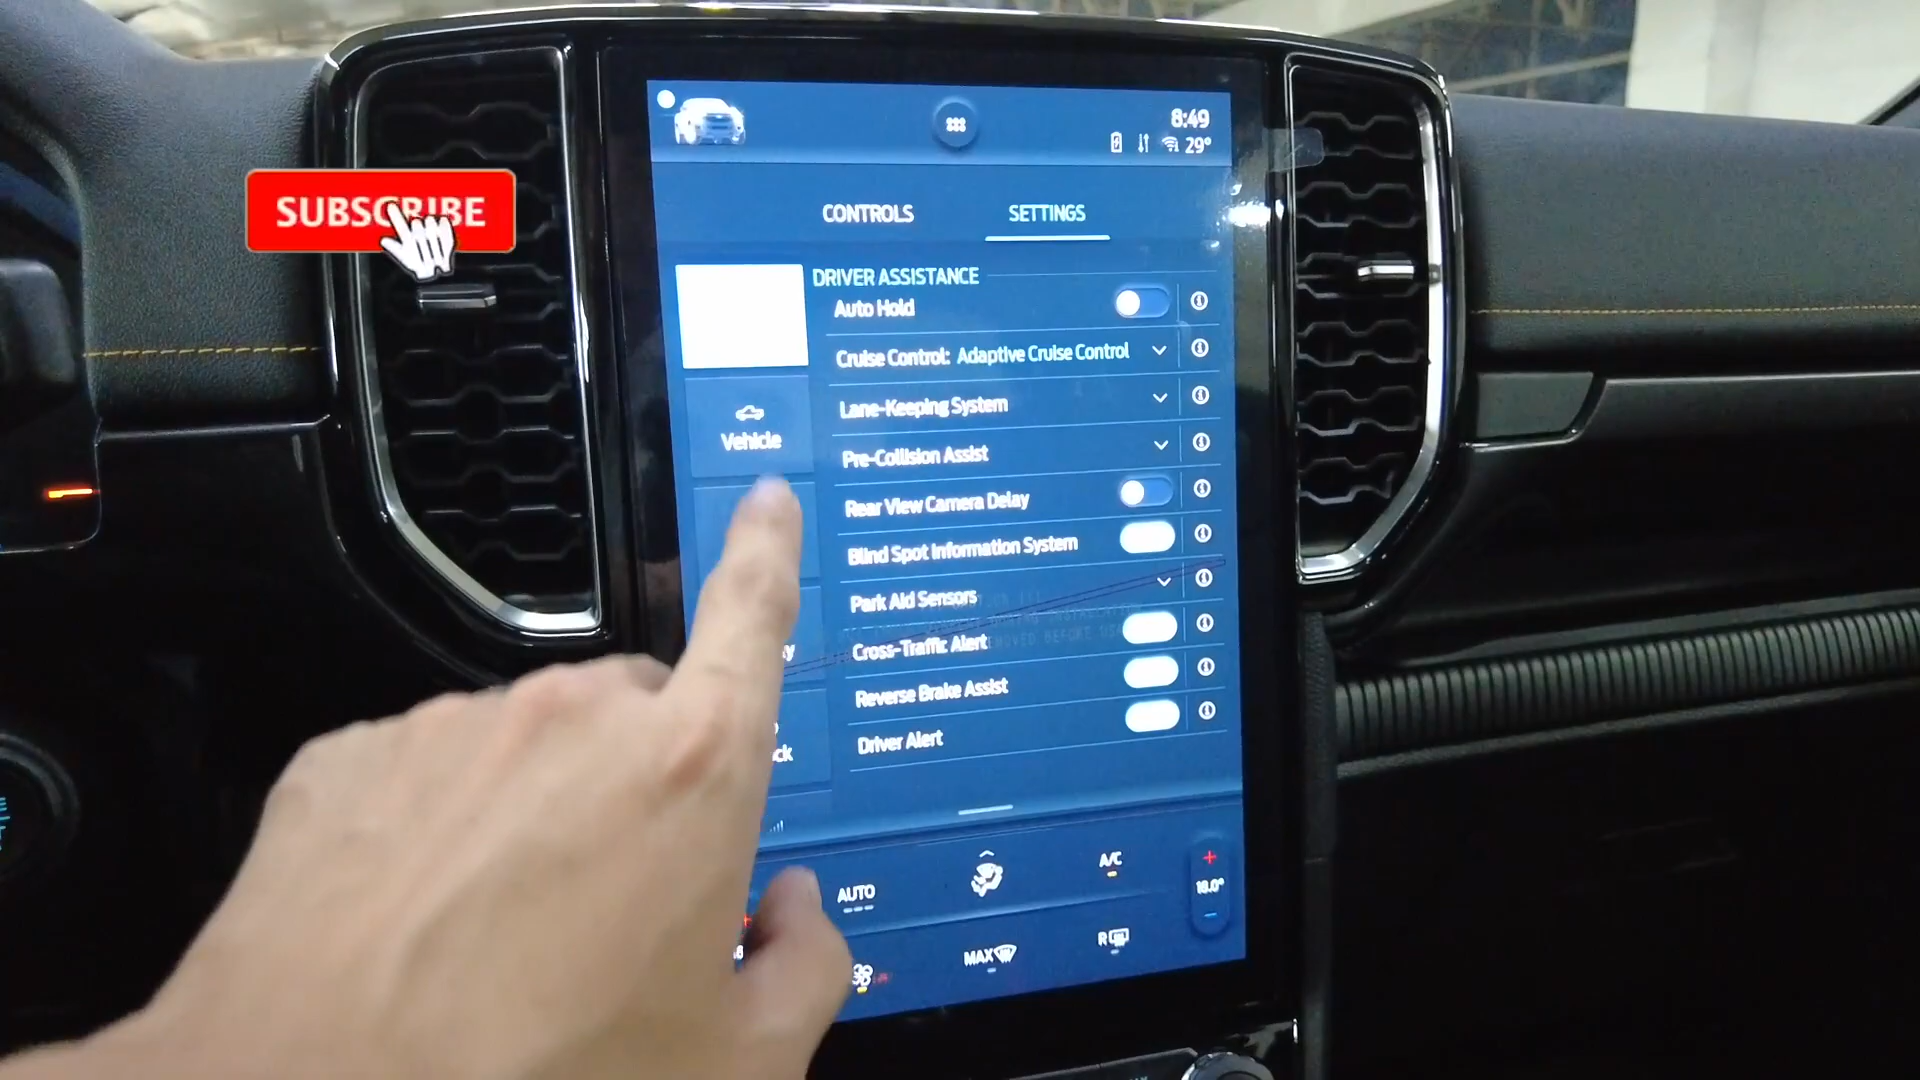 8:49
29°
SUBSCRIBE
CONTROLS
SETTINGS
DRIVER ASSISTANCE
Auto Hold
Cruise Control: Adaptive Cruise Control
Lane-Keeping System
Vehicle
Pre-Collision Assist
Rear View Camera Delay
Blind Spot Information System
Park Aid Sensors
Cross-Traffic Alert
Reverse Brake Assist
Driver Alert
AUTO
A/C
18.0°
MAX
R